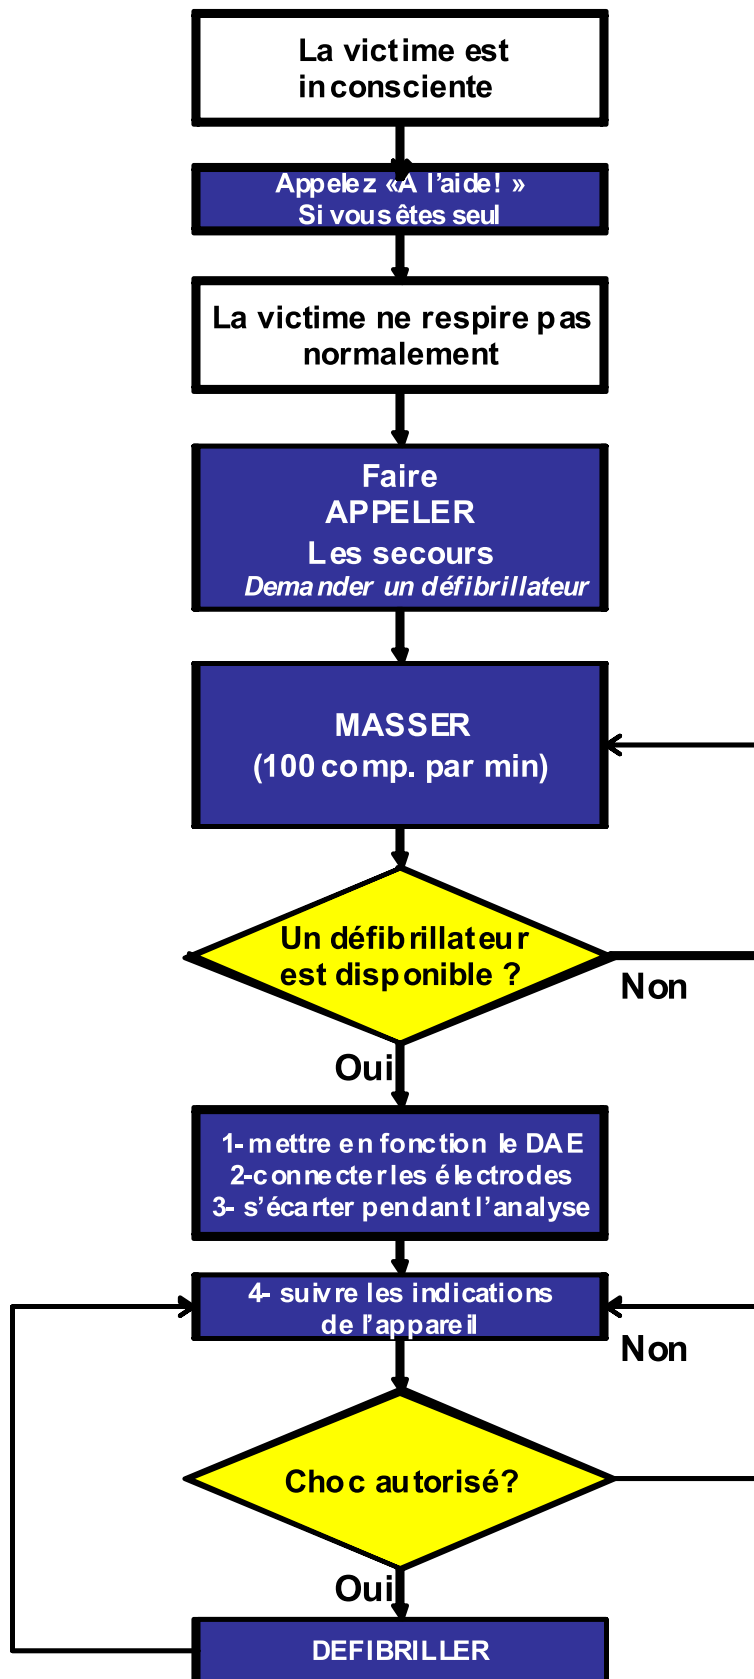 La victime est
inconsciente
Appelez «A l'aide! »
Si vous êtes seul
La victime ne respire pas
normalement
Faire
APPELER
Les secours
Demander un défibrillateur
MASSER
(100 comp. par min)
Un défibrillateur
est disponible ?
Non
Oui
1- mettre en fonction le DAE
2-connecter les électrodes
3- s'écarter pendant l'analyse
4- suivre les indications
de l'appareil
Non
Choc autorisé?
Oui
DEFIBRILLER